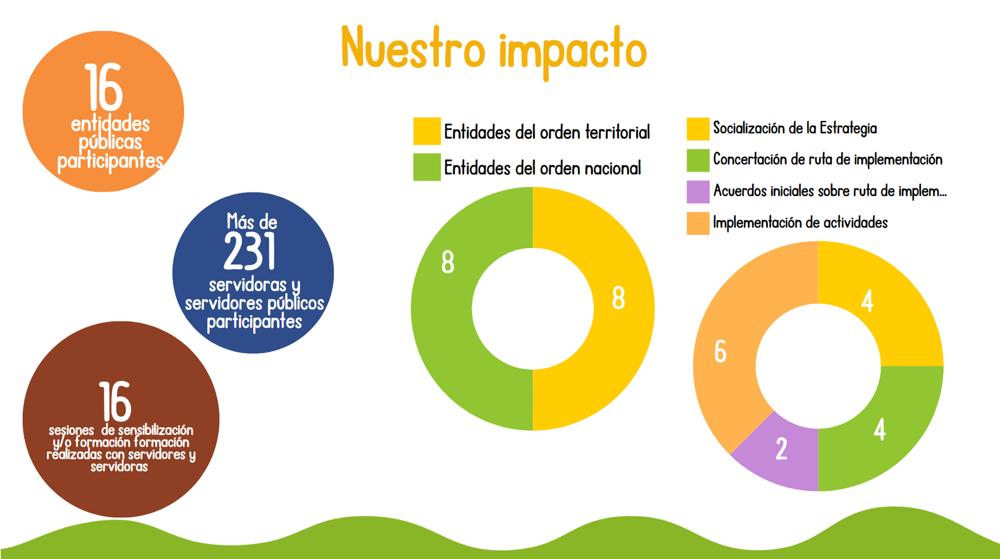 Nuestro impacto
16
entidades
públicas
participantes
Más de
231
servidoras y
servidores públicos
participantes
16
sesiones de sensibilización
y/o formación formación
realizadas con servidores y
servidoras
Entidades del orden territorial
Entidades del orden nacional
8
8
Socialización de la Estrategia
Concertación de ruta de implementación
Acuerdos iniciales sobre ruta de implem...
Implementación de actividades
4
6
4
2